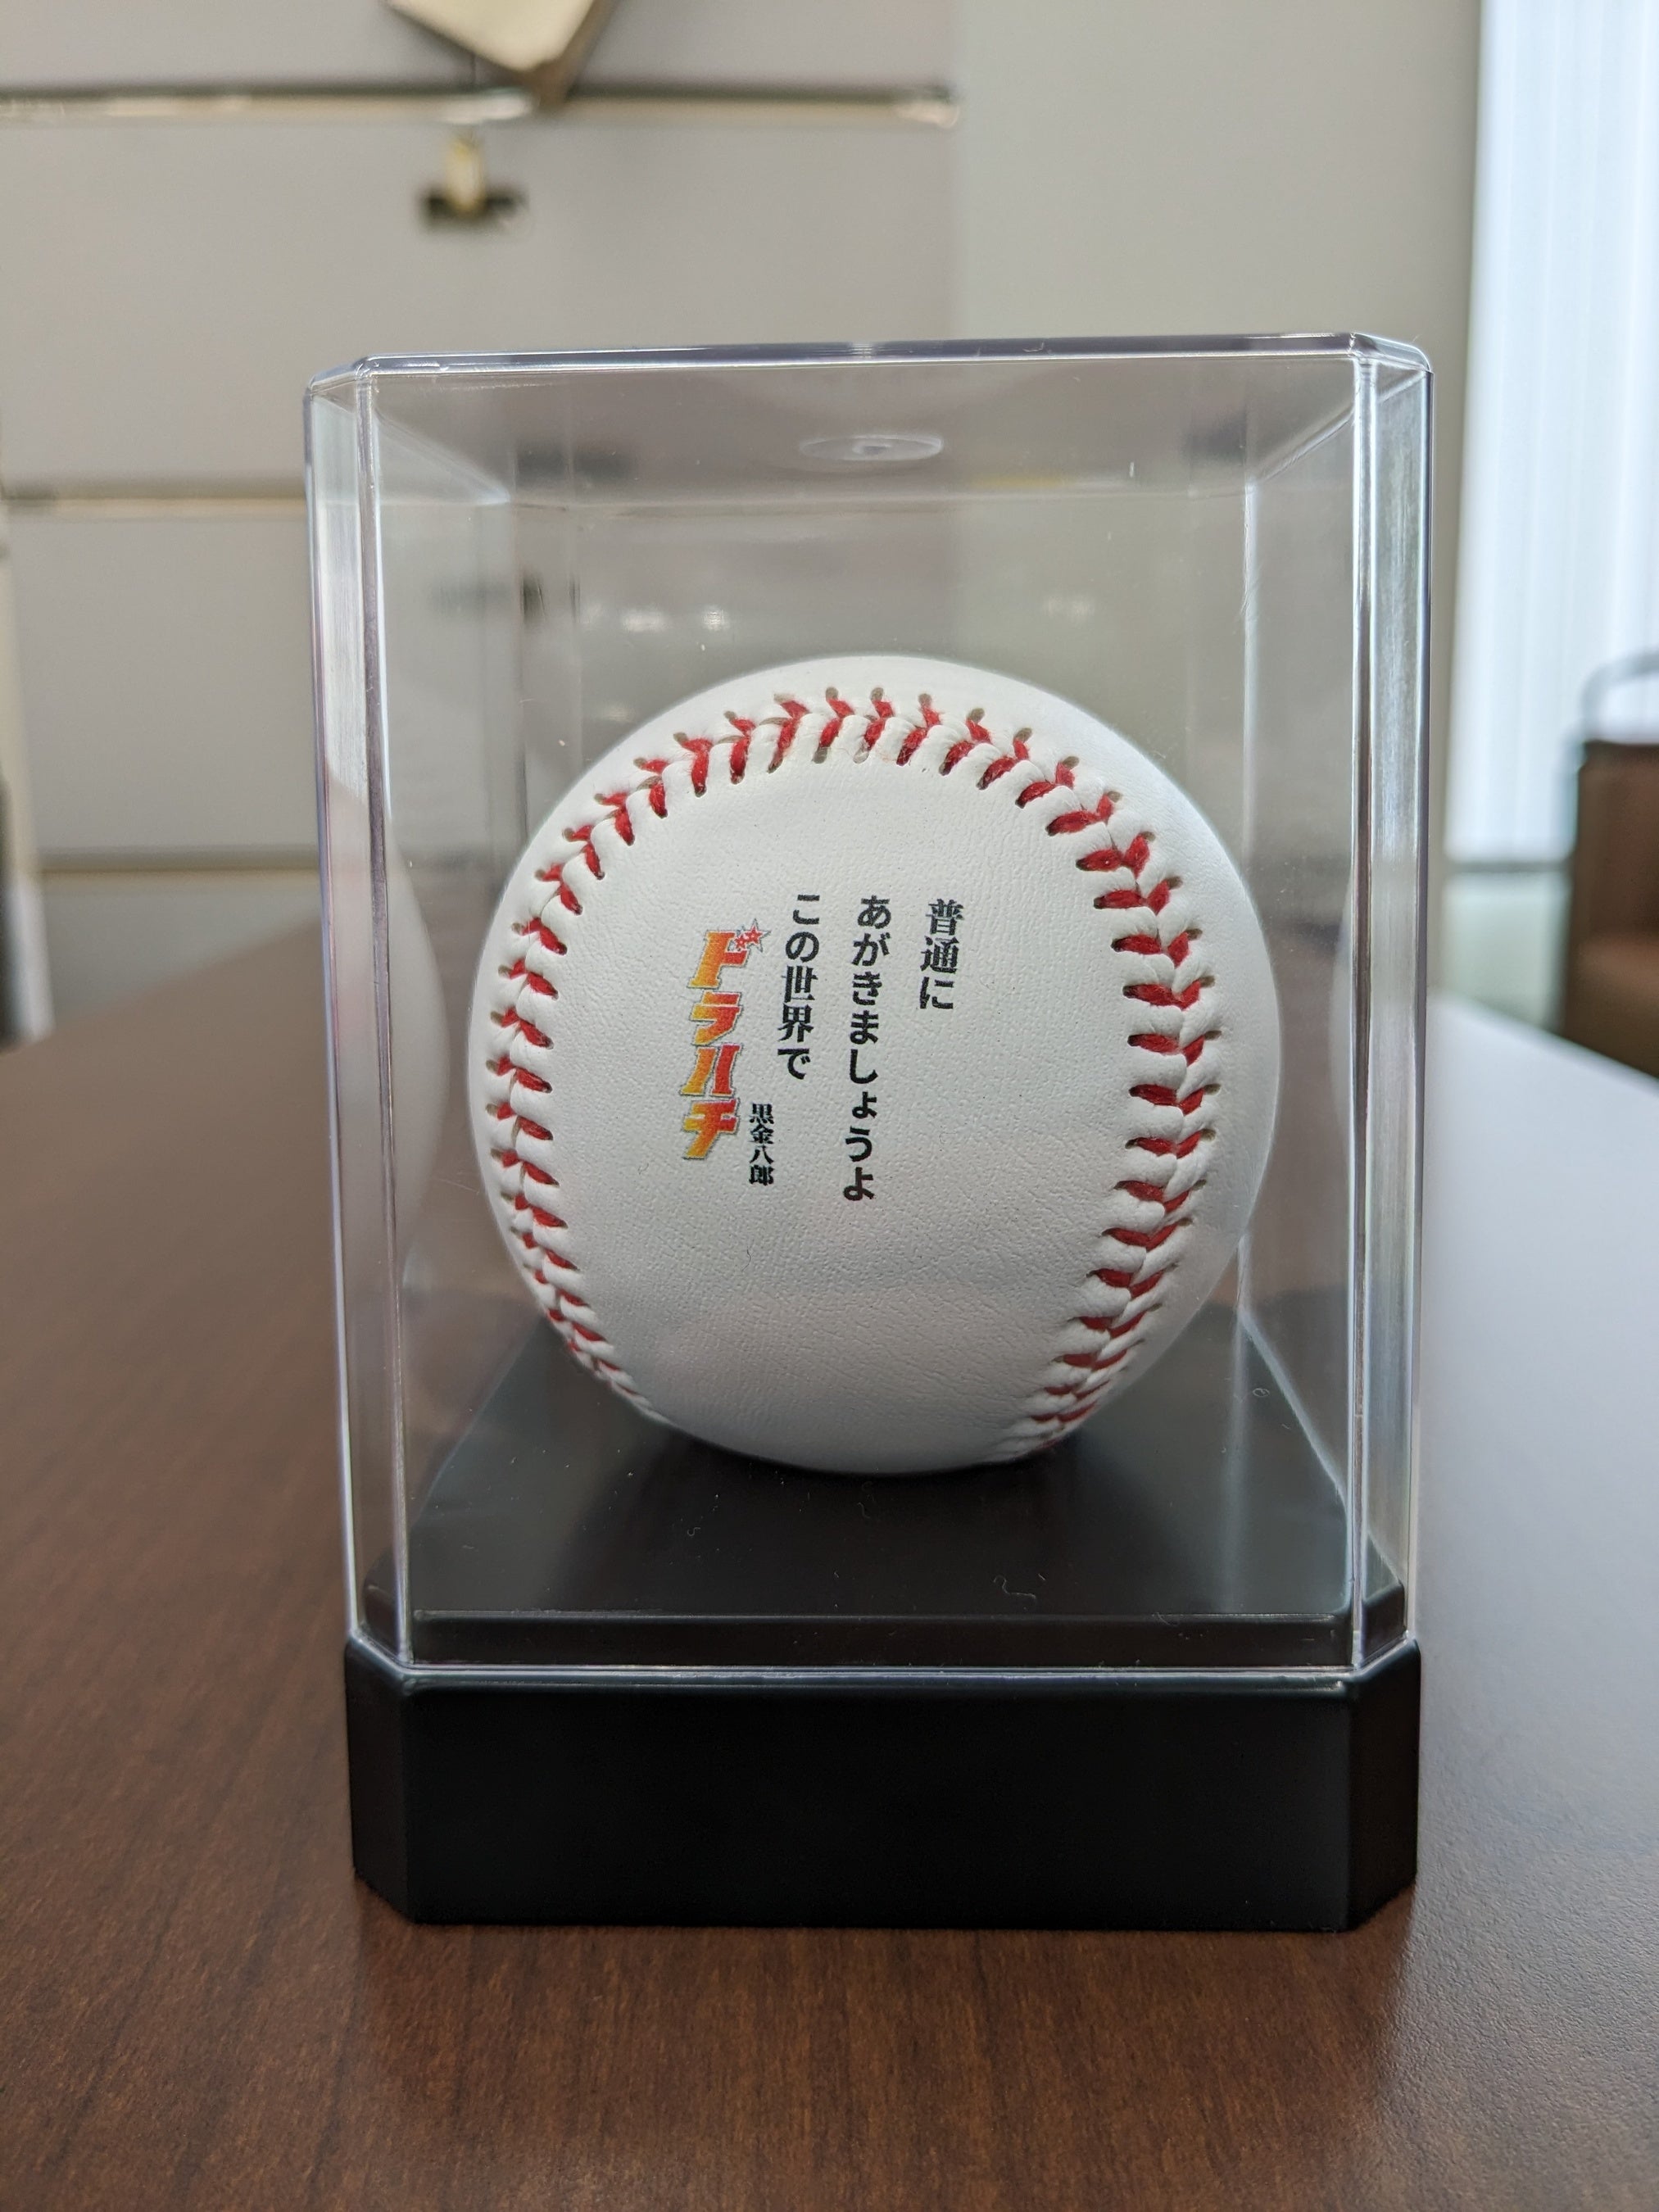 普通に
あがきましょうよ
この世界で
黒金八郎
ドラハチ